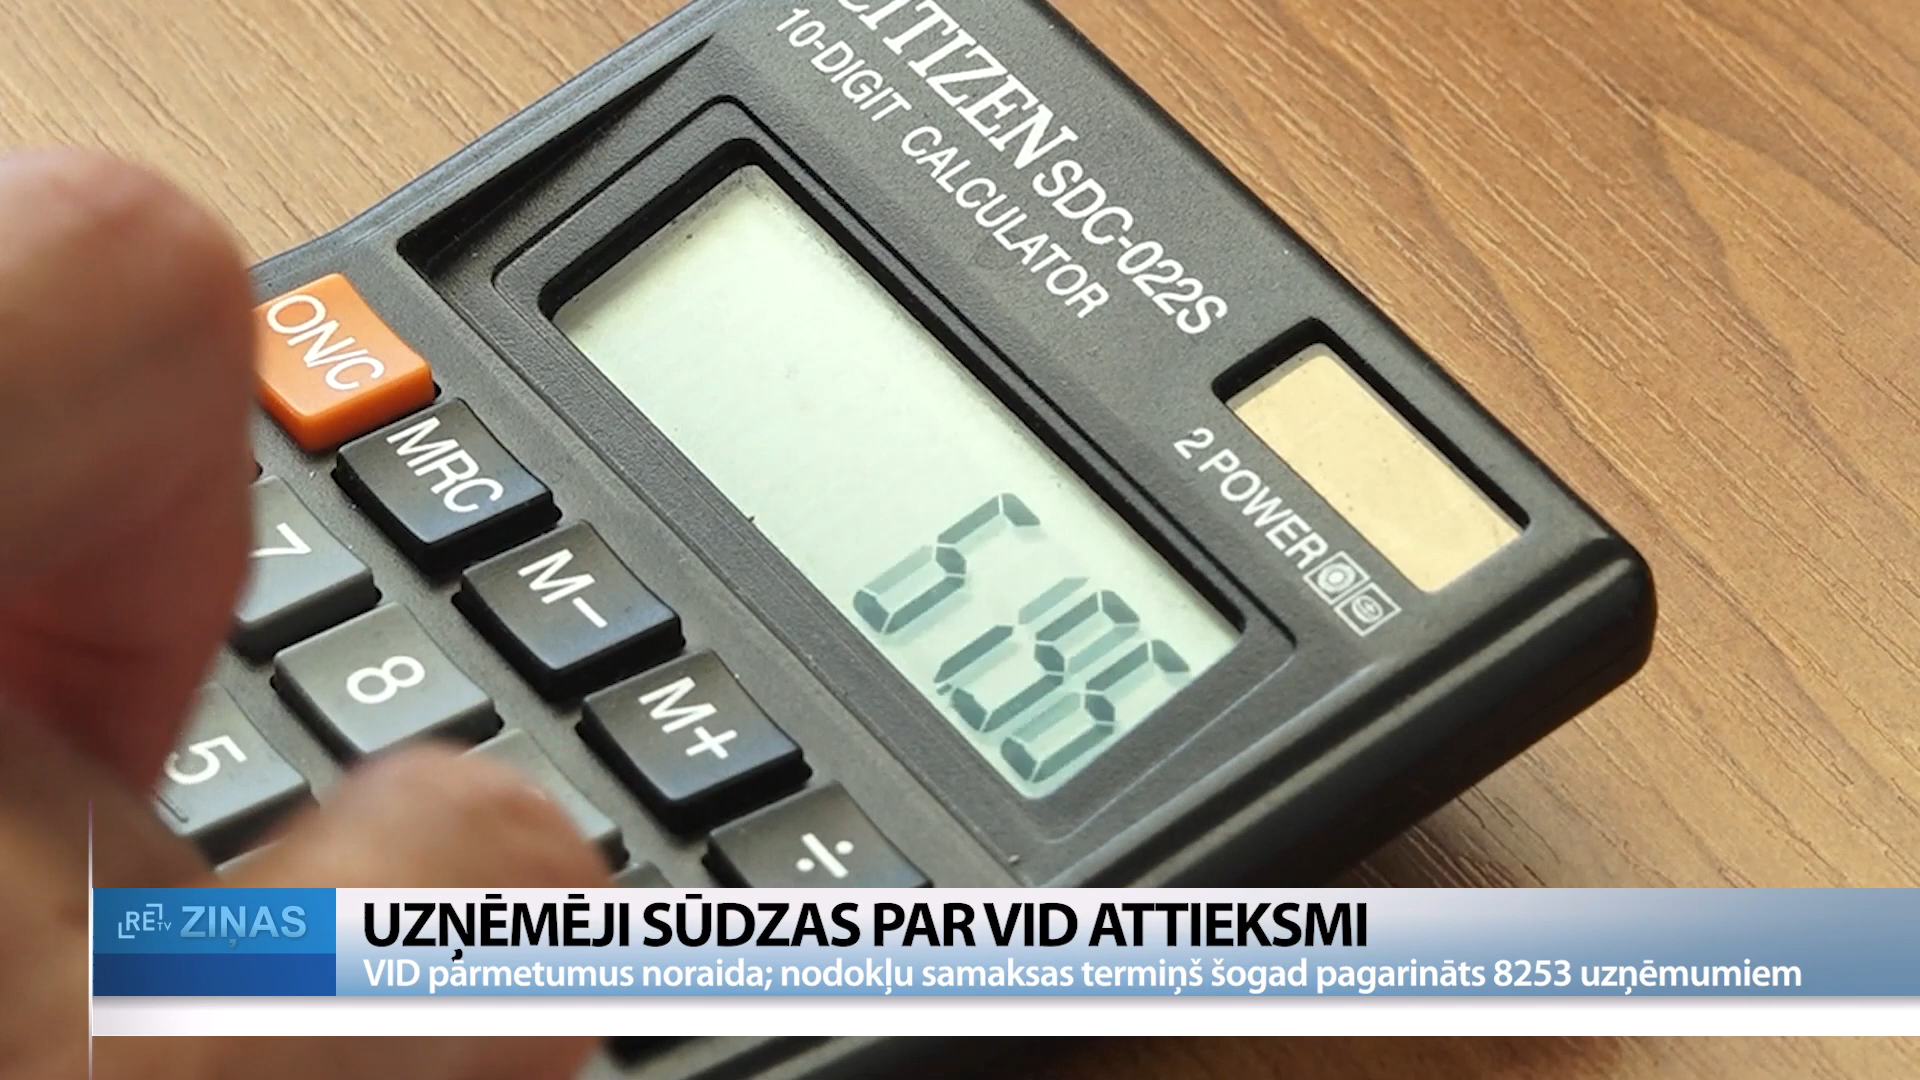 CITIZEN SDC-022S
10-DIGIT CALCULATOR
2 POWER
ON/C
MRC
M−
M+
÷
7
8
5
RE TV ZIŅAS
UZŅĒMĒJI SŪDZAS PAR VID ATTIEKSMI
VID pārmetumus noraida; nodokļu samaksas termiņš šogad pagarināts 8253 uzņēmumiem